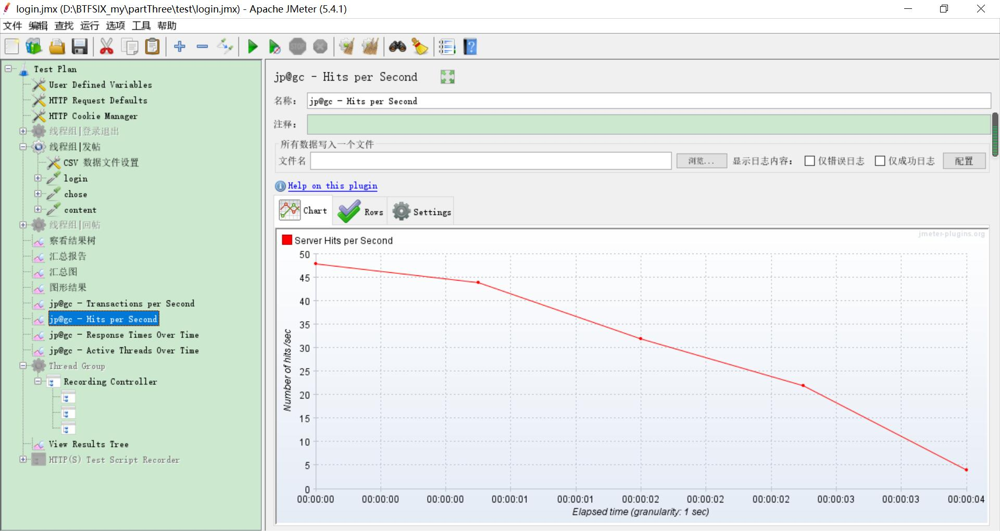 login.jmx (D:\BTFSIX_my\partThree\test\login.jmx) - Apache JMeter (5.4.1)
文件 编辑 查找 运行 选项 工具 帮助
STOP
Test Plan
User Defined Variables
HTTP Request Defaults
HTTP Cookie Manager
线程组|登录退出
线程组|发帖
CSV 数据文件设置
login
chose
content
线程组|回帖
察看结果树
汇总报告
汇总图
图形结果
jp@gc - Transactions per Second
jp@gc - Hits per Second
jp@gc - Response Times Over Time
jp@gc - Active Threads Over Time
Thread Group
Recording Controller
View Results Tree
HTTP(S) Test Script Recorder
jp@gc - Hits per Second
名称： jp@gc - Hits per Second
注释：
所有数据写入一个文件
文件名 浏览... 显示日志内容： 仅错误日志 仅成功日志 配置
Help on this plugin
Chart Rows Settings
jmeter-plugins.org
Server Hits per Second
50
45
40
35
30
25
20
15
10
5
0
Number of hits /sec
00:00:00 00:00:00 00:00:00 00:00:01 00:00:01 00:00:02 00:00:02 00:00:02 00:00:03 00:00:03 00:00:04
Elapsed time (granularity: 1 sec)